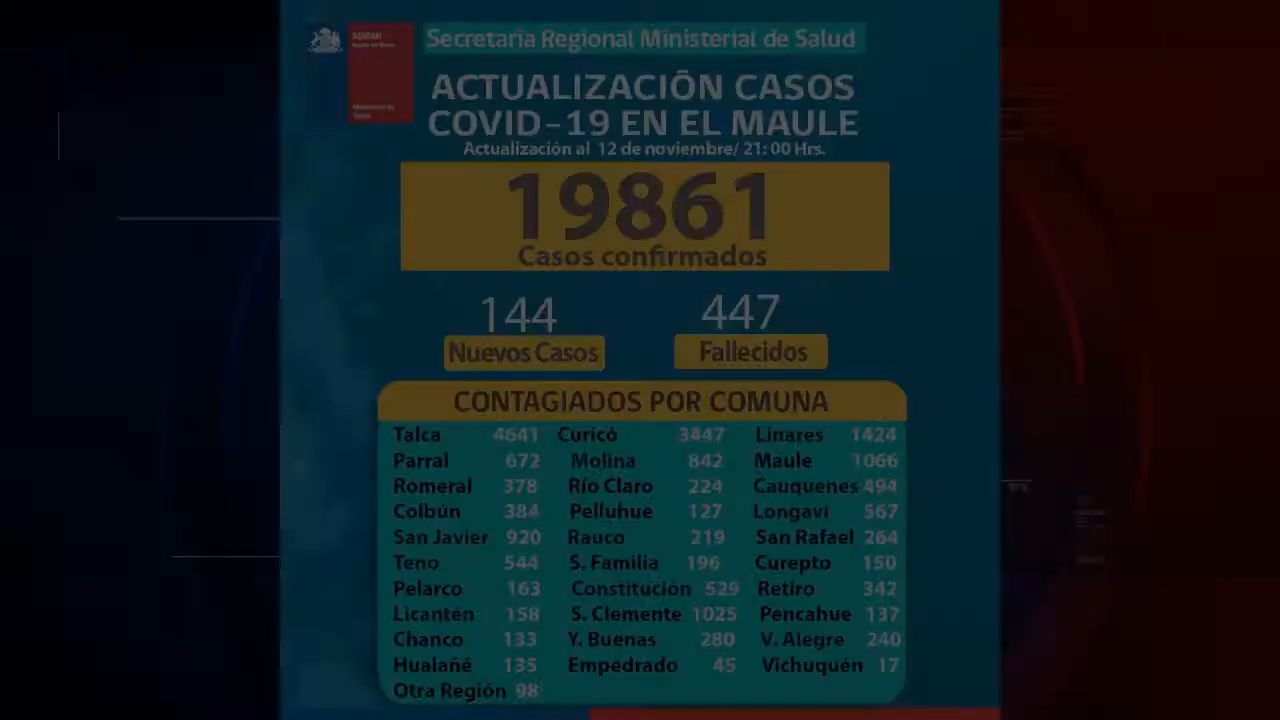 Secretaría Regional Ministerial de Salud
ACTUALIZACIÓN CASOS
COVID-19 EN EL MAULE
Actualización al 12 de noviembre/ 21:00 Hrs.
19861
Casos confirmados
144 447
Nuevos Casos Fallecidos
CONTAGIADOS POR COMUNA
Talca 4641 Curicó 3447 Linares 1424
Parral 672 Molina 842 Maule 1066
Romeral 378 Río Claro 224 Cauquenes 494
Colbún 384 Pelluhue 127 Longaví 567
San Javier 920 Rauco 219 San Rafael 264
Teno 544 S. Familia 196 Curepto 150
Pelarco 163 Constitución 529 Retiro 342
Licantén 158 S. Clemente 1025 Pencahue 137
Chanco 133 Y. Buenas 280 V. Alegre 240
Hualañé 135 Empedrado 45 Vichuquén 17
Otra Región 98